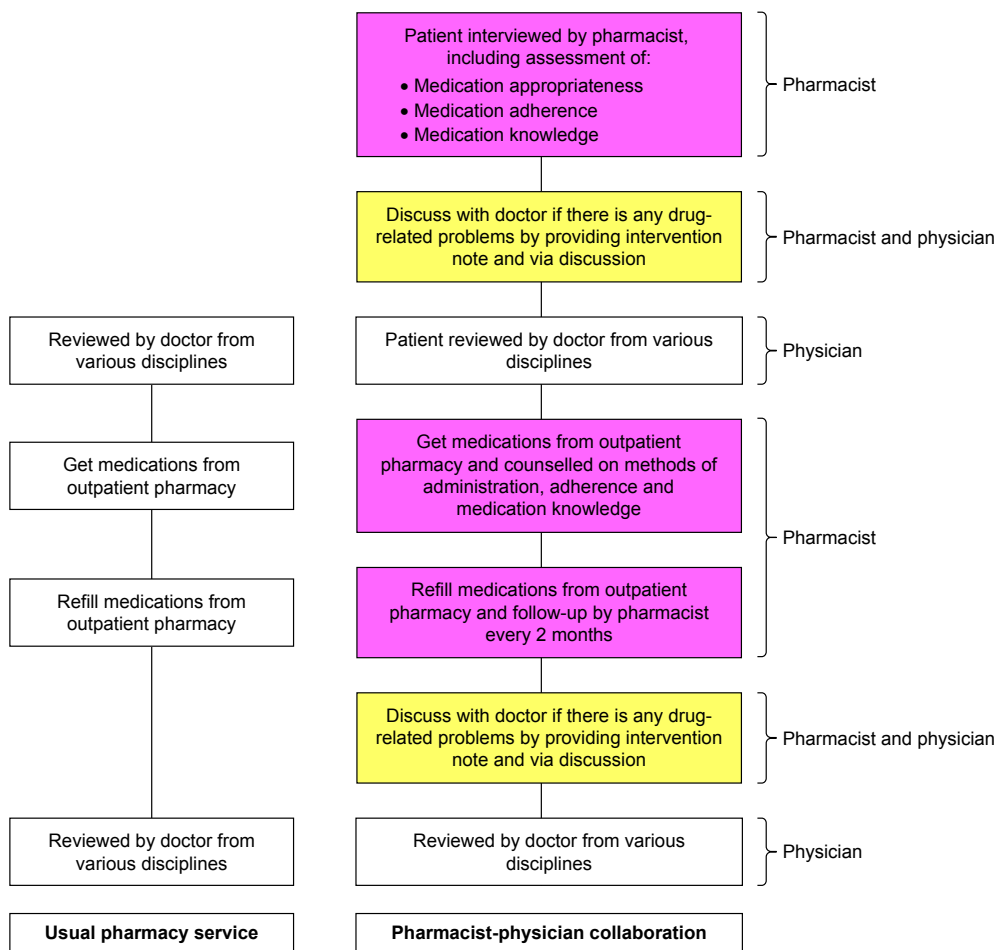 Patient interviewed by pharmacist,
including assessment of:
• Medication appropriateness
• Medication adherence
• Medication knowledge
Pharmacist
Discuss with doctor if there is any drug-
related problems by providing intervention
note and via discussion
Pharmacist and physician
Reviewed by doctor from
various disciplines
Patient reviewed by doctor from various
disciplines
Physician
Get medications from
outpatient pharmacy
Get medications from outpatient
pharmacy and counselled on methods of
administration, adherence and
medication knowledge
Pharmacist
Refill medications from
outpatient pharmacy
Refill medications from outpatient
pharmacy and follow-up by pharmacist
every 2 months
Discuss with doctor if there is any drug-
related problems by providing intervention
note and via discussion
Pharmacist and physician
Reviewed by doctor from
various disciplines
Reviewed by doctor from various
disciplines
Physician
Usual pharmacy service
Pharmacist-physician collaboration